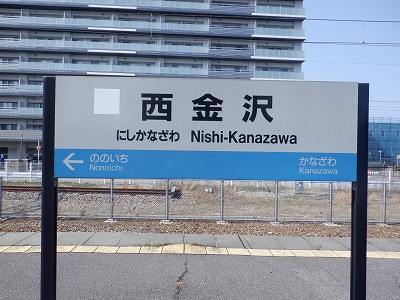 西金沢
にしかなざわ Nishi-Kanazawa
← ののいち かなざわ
Nonoichi Kanazawa